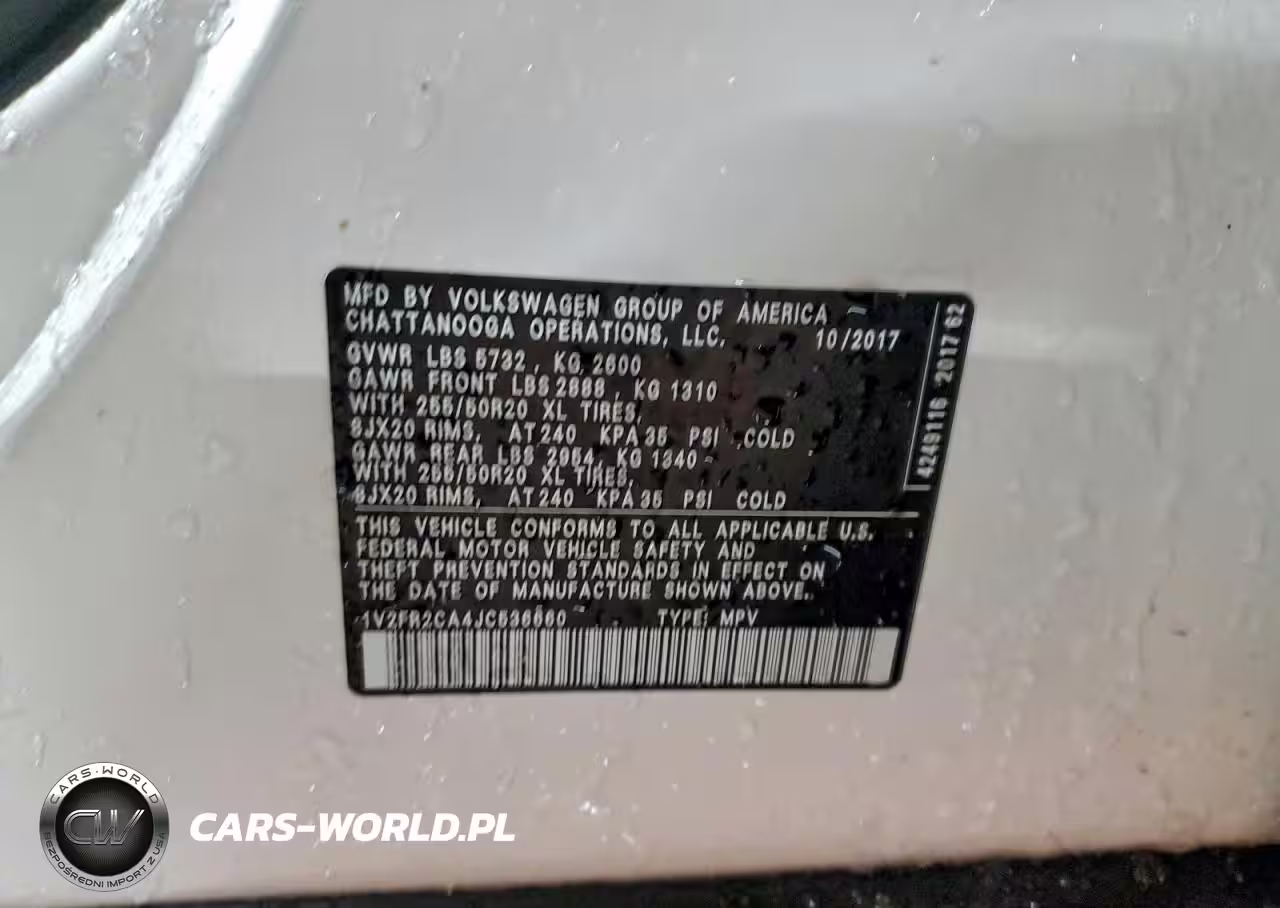 MFD BY VOLKSWAGEN GROUP OF AMERICA
CHATTANOOGA OPERATIONS, LLC. 10/2017
GVWR LBS 5732, KG 2600
GAWR FRONT LBS 2888, KG 1310
WITH 255/50R20 XL TIRES,
8JX20 RIMS, AT 240 KPA 35 PSI COLD
GAWR REAR LBS 2954, KG 1340
WITH 255/50R20 XL TIRES,
8JX20 RIMS, AT 240 KPA 35 PSI COLD
THIS VEHICLE CONFORMS TO ALL APPLICABLE U.S.
FEDERAL MOTOR VEHICLE SAFETY AND
THEFT PREVENTION STANDARDS IN EFFECT ON
THE DATE OF MANUFACTURE SHOWN ABOVE.
TYPE: MPV
4249116 2017 62
CARS-WORLD
CW
BEZPOŚREDNI IMPORT Z USA
CARS-WORLD.PL